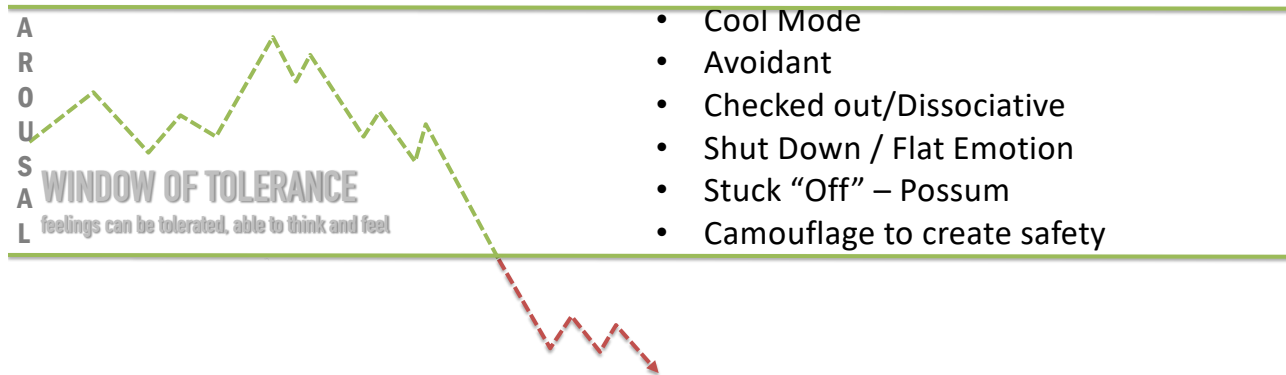 AROUSAL
WINDOW OF TOLERANCE
feelings can be tolerated, able to think and feel
• Cool Mode
• Avoidant
• Checked out/Dissociative
• Shut Down / Flat Emotion
• Stuck “Off” – Possum
• Camouflage to create safety